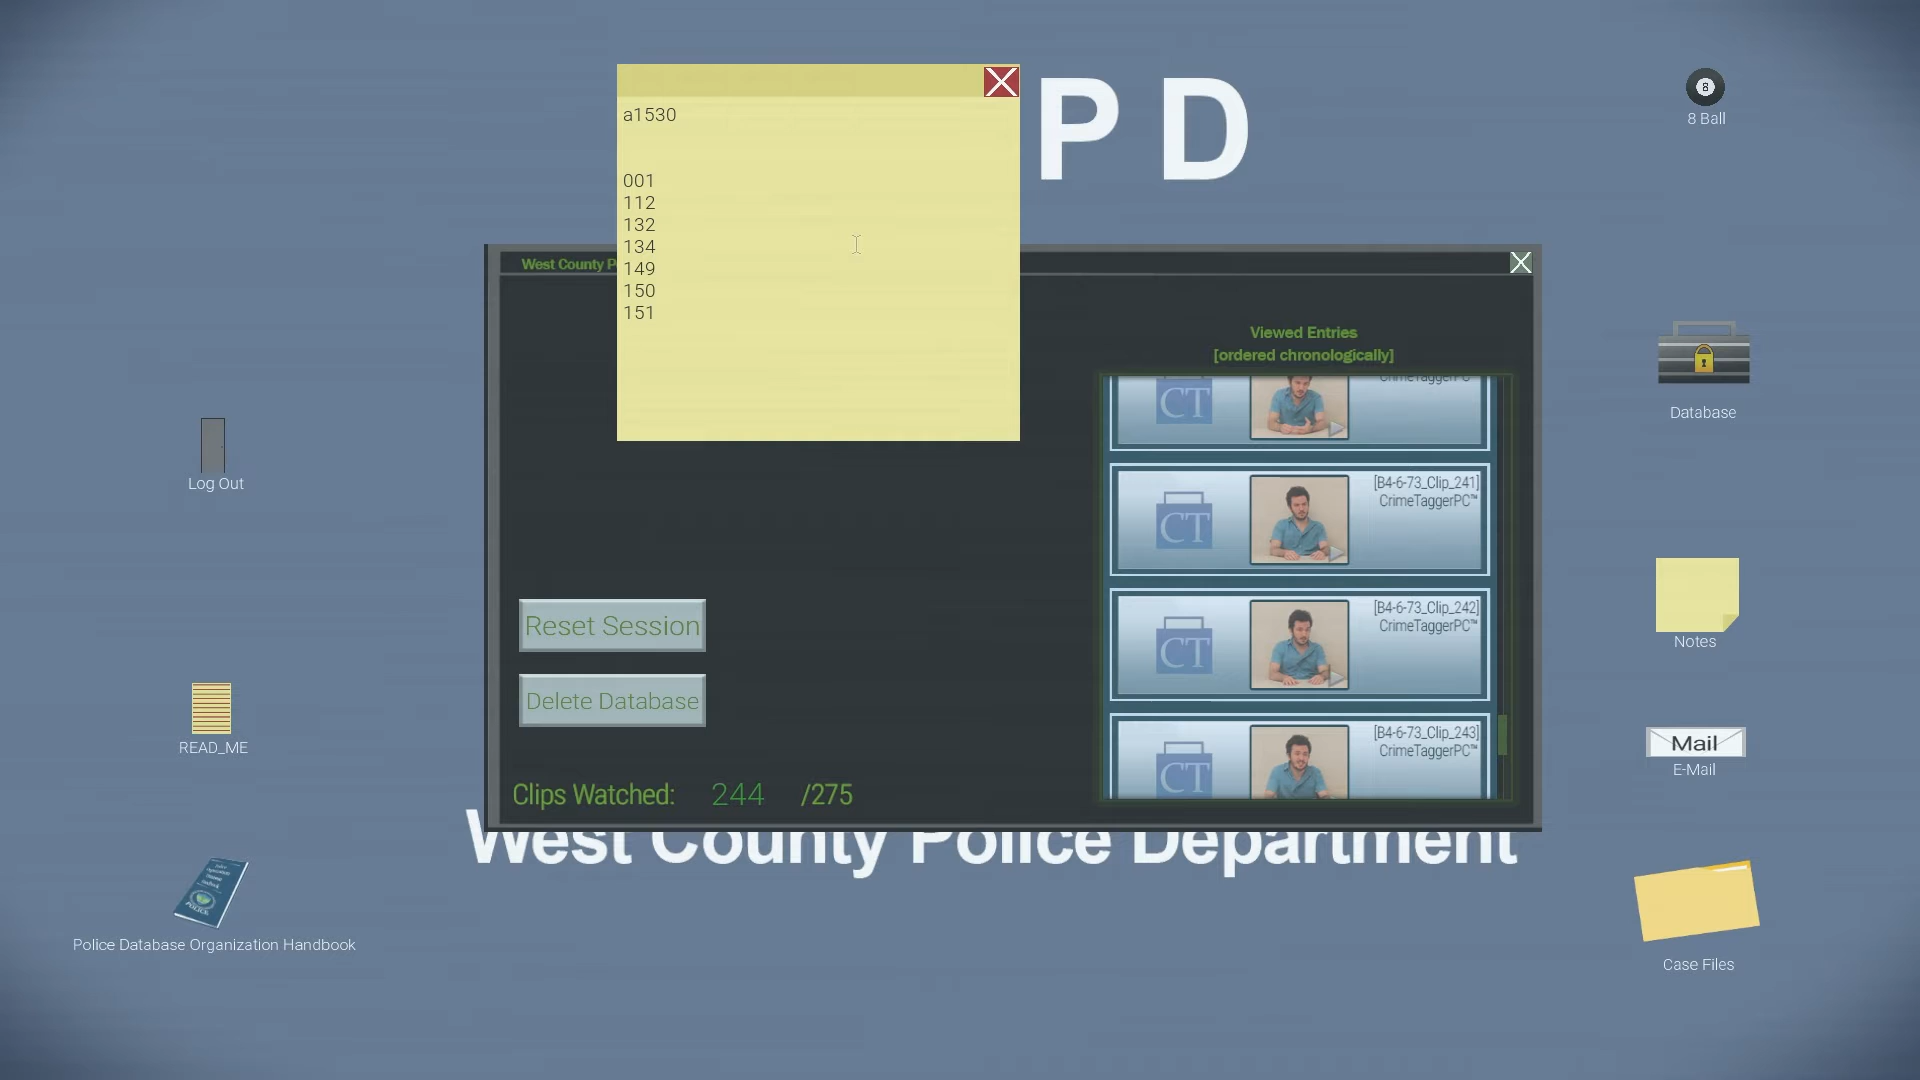 P D
8
8 Ball
a1530
001
112
132
134
149
150
151
West County P
Viewed Entries
[ordered chronologically]
CrimeTaggerPC™
CT
[B4-6-73_Clip_241]
CrimeTaggerPC™
CT
[B4-6-73_Clip_242]
CrimeTaggerPC™
CT
[B4-6-73_Clip_243]
CrimeTaggerPC™
CT
Reset Session
Delete Database
Clips Watched: 244 /275
West County Police Department
Log Out
READ_ME
POLICE
Police Database Organization Handbook
Database
Notes
Mail
E-Mail
Case Files